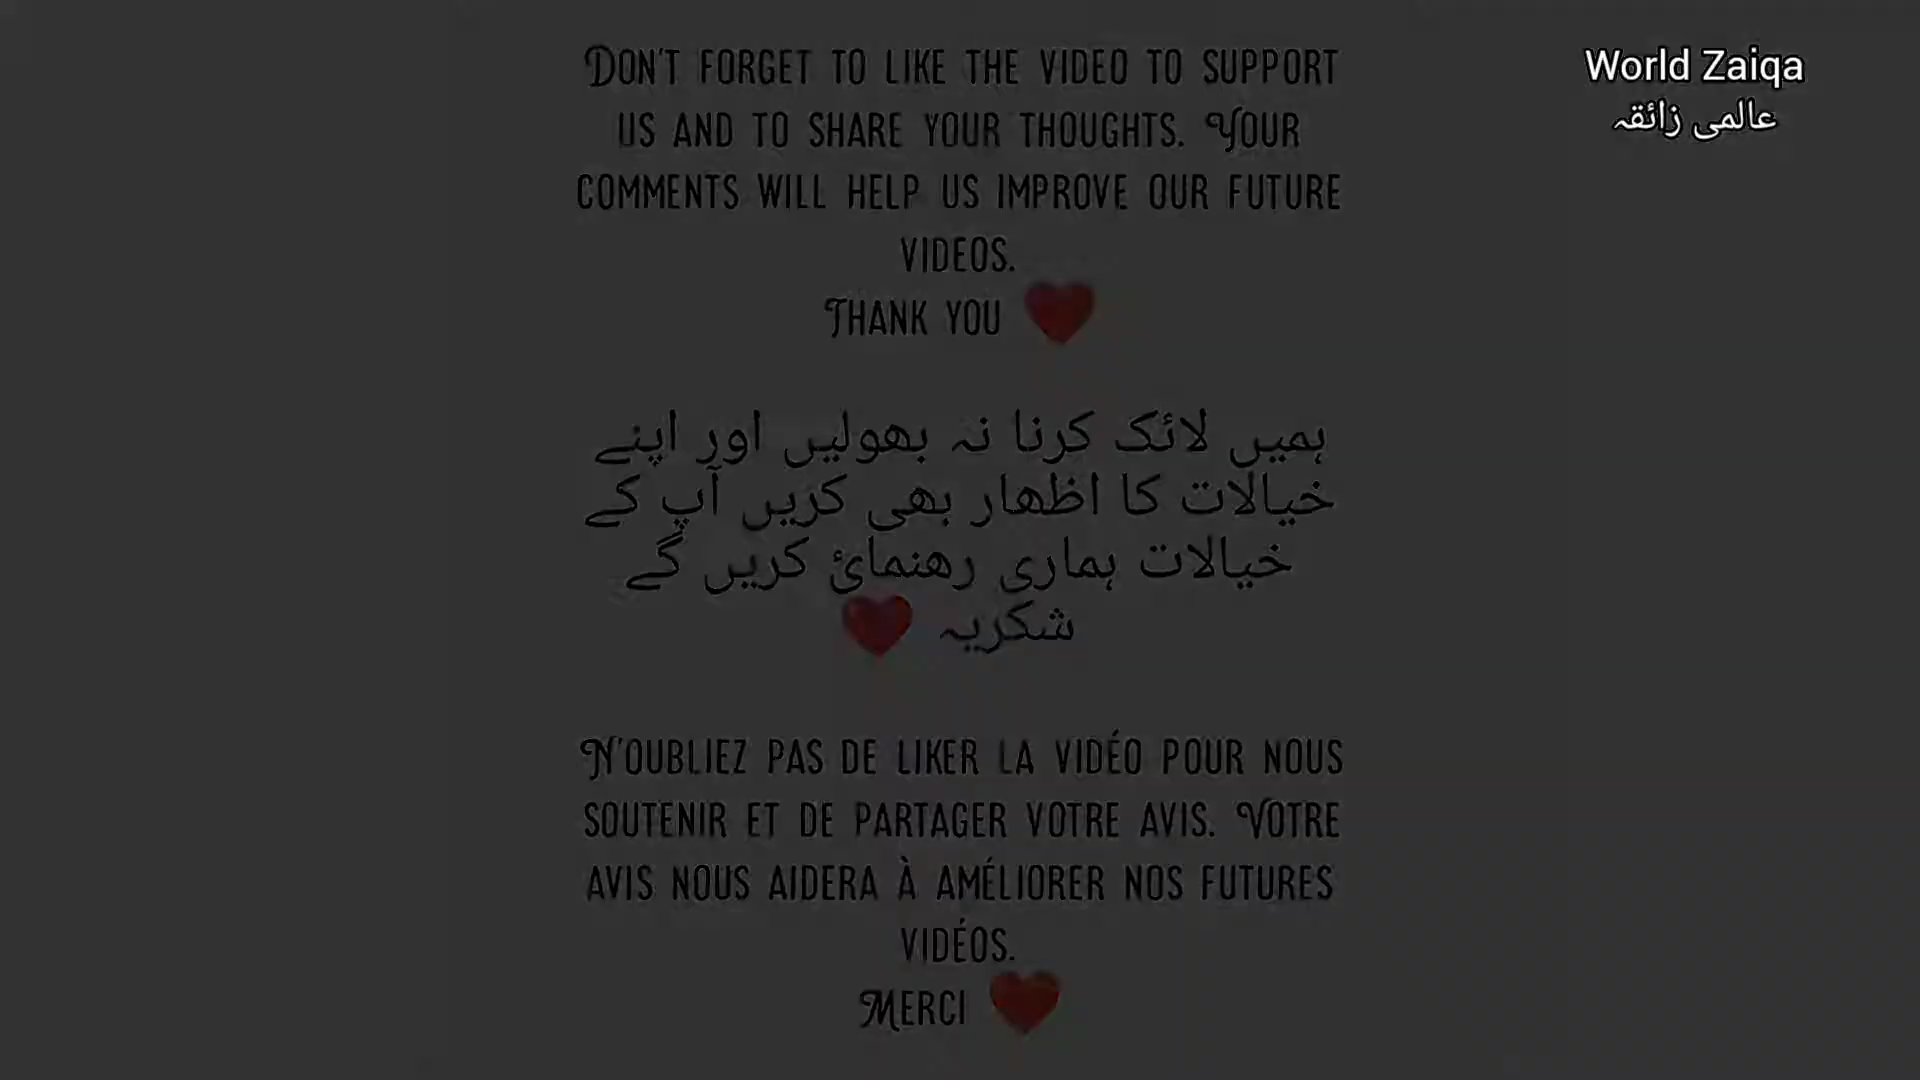 Don't forget to like the video to support
us and to share your thoughts. Your
comments will help us improve our future
videos.
Thank you ❤
World Zaiqa
عالمی زائقہ
ہمیں لائک کرنا نہ بھولیں اور اپنے
خیالات کا اظہار بھی کریں آپ کے
خیالات ہماری رھنمائ کریں گے
شکریہ ❤
N'oubliez pas de liker la vidéo pour nous
soutenir et de partager votre avis. Votre
avis nous aidera à améliorer nos futures
vidéos.
Merci ❤